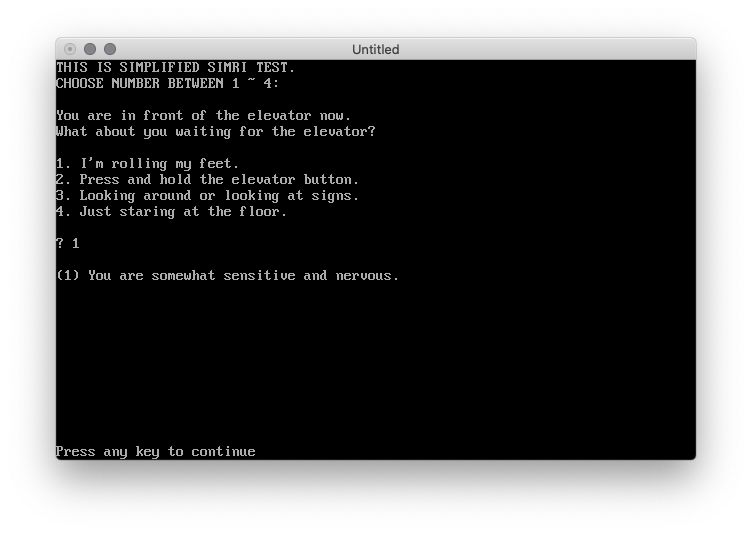 Untitled
THIS IS SIMPLIFIED SIMRI TEST.
CHOOSE NUMBER BETWEEN 1 ~ 4:
You are in front of the elevator now.
What about you waiting for the elevator?
1. I'm rolling my feet.
2. Press and hold the elevator button.
3. Looking around or looking at signs.
4. Just staring at the floor.
? 1
(1) You are somewhat sensitive and nervous.
Press any key to continue